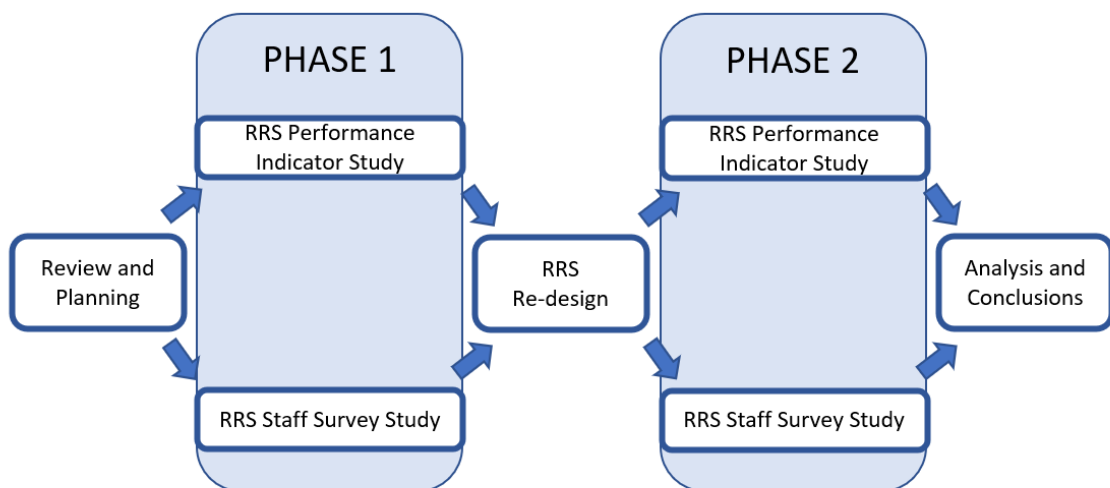 PHASE 1
PHASE 2
RRS Performance
Indicator Study
RRS Performance
Indicator Study
Review and
Planning
RRS
Re-design
Analysis and
Conclusions
RRS Staff Survey Study
RRS Staff Survey Study